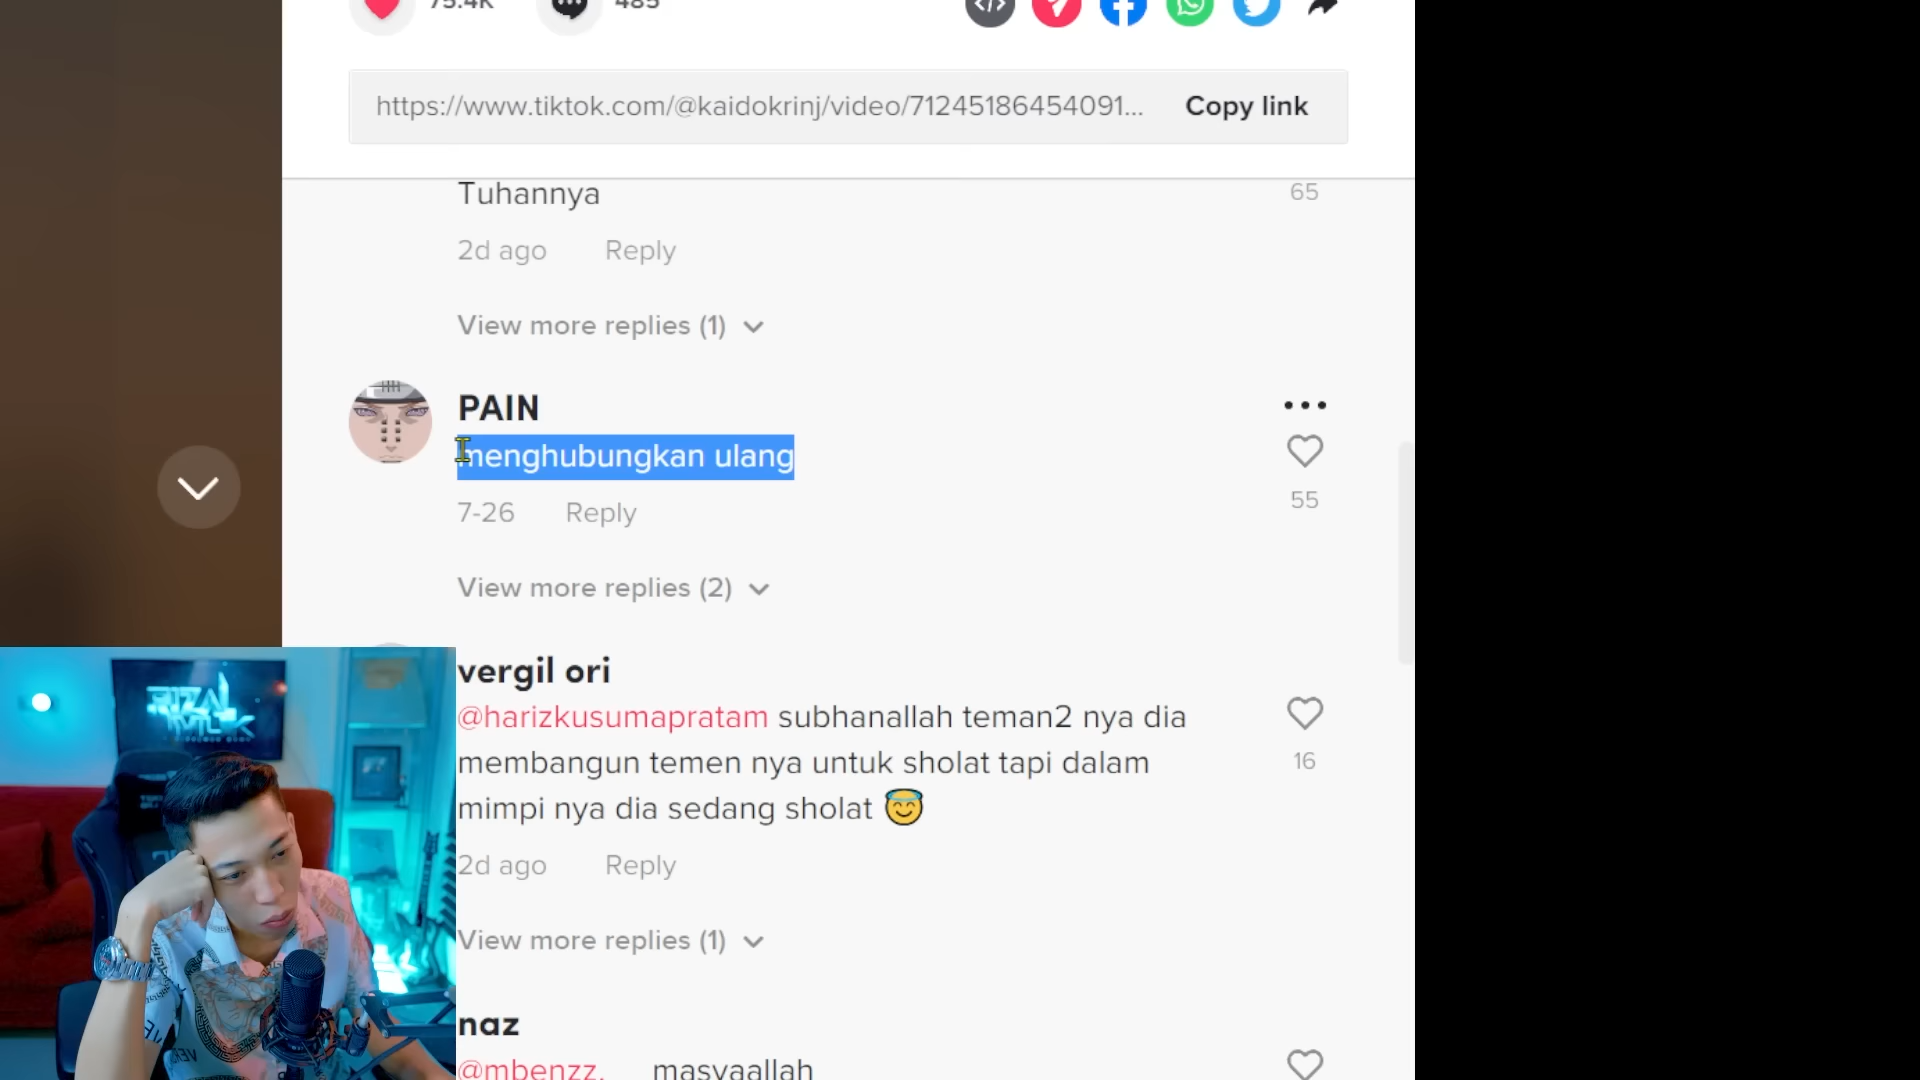 75.4K 485
https://www.tiktok.com/@kaidokrinj/video/71245186454091... Copy link
Tuhannya
65
2d ago Reply
View more replies (1)
PAIN
menghubungkan ulang
55
7-26 Reply
View more replies (2)
vergil ori
@harizkusumapratam subhanallah teman2 nya dia
membangun temen nya untuk sholat tapi dalam
mimpi nya dia sedang sholat 😇
16
2d ago Reply
View more replies (1)
naz
@mbenzz. masyaallah